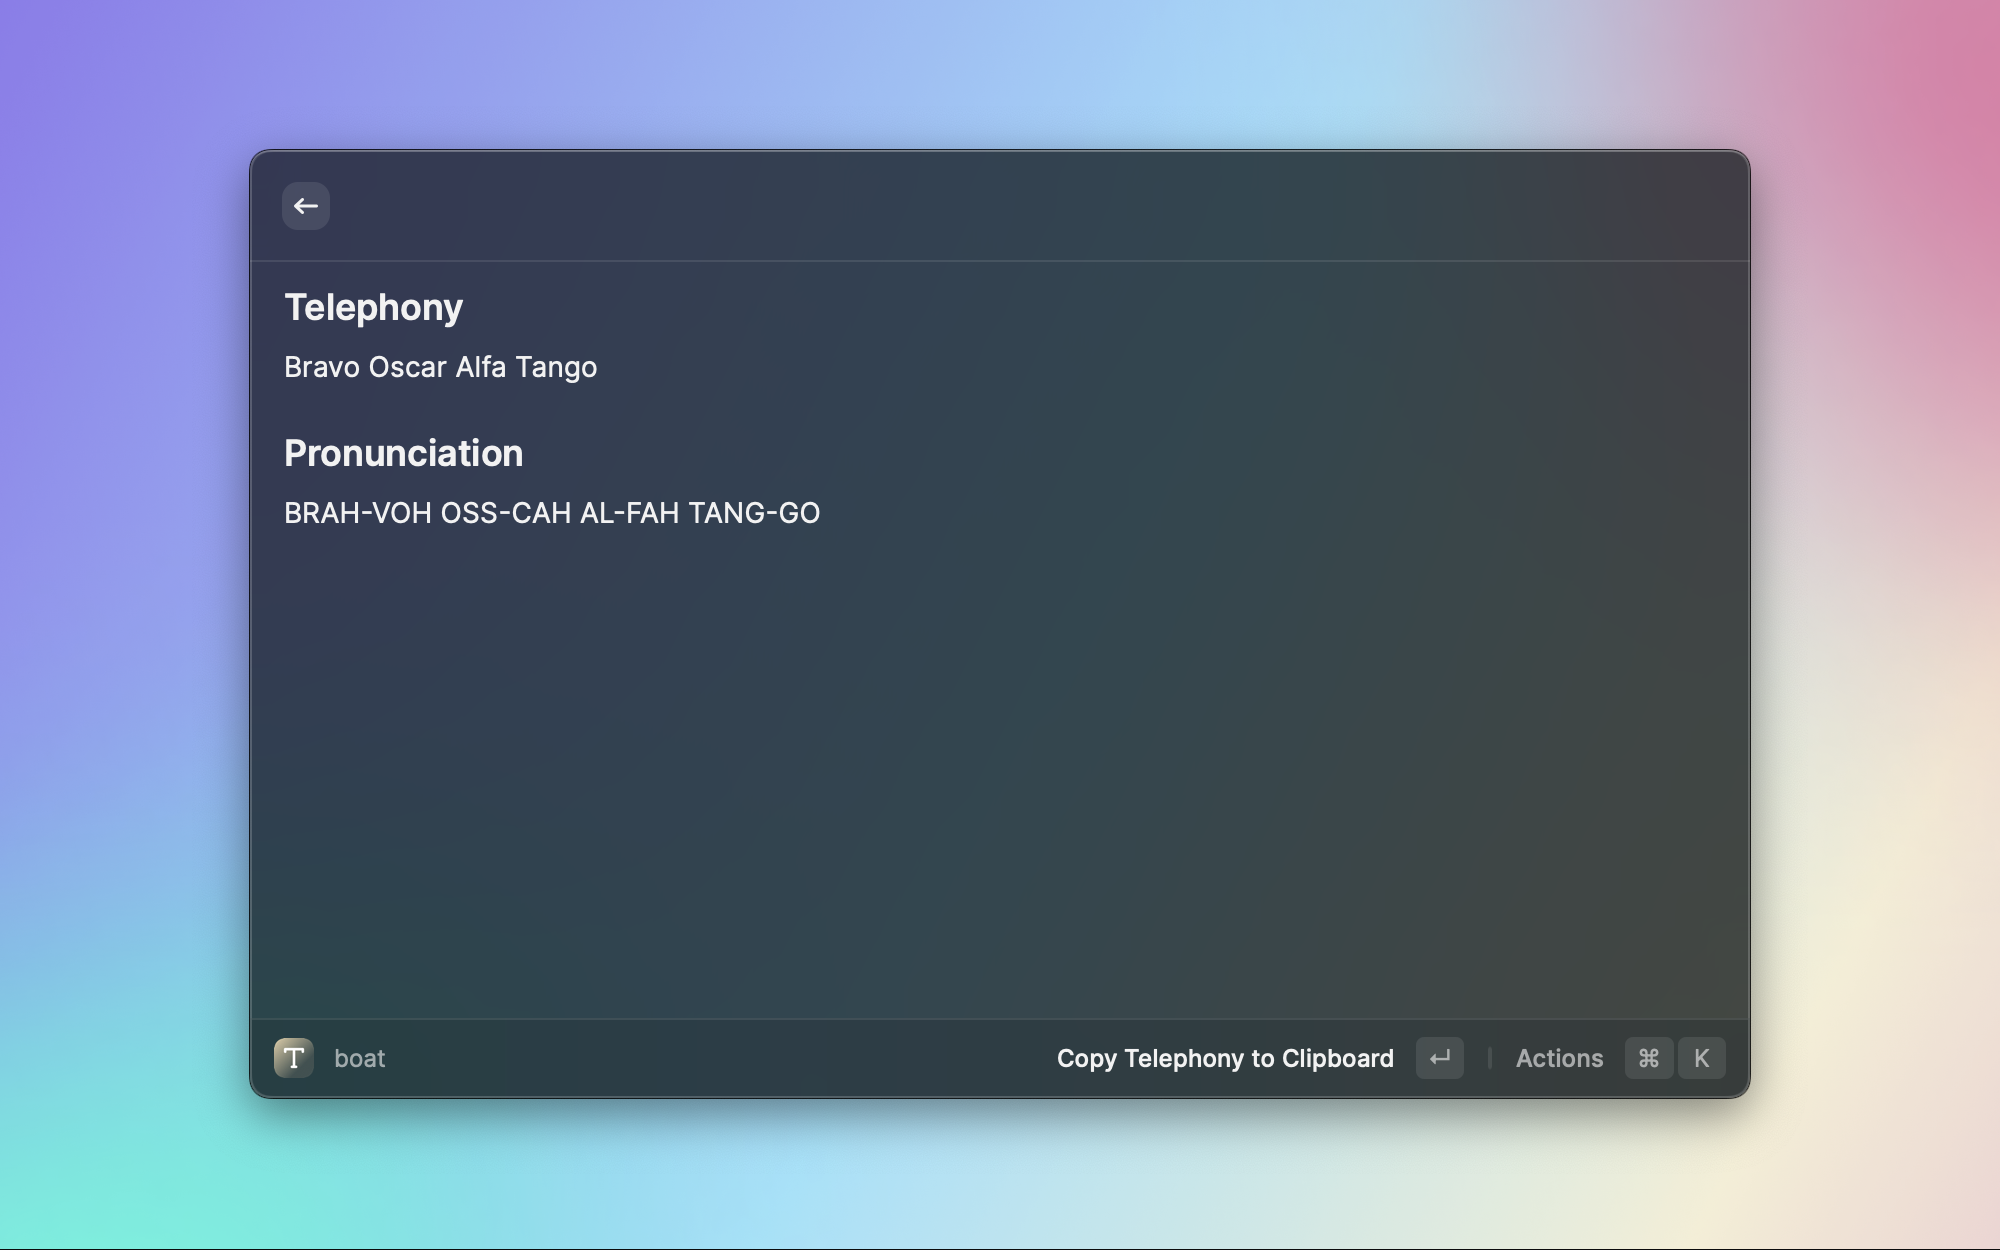 Telephony
Bravo Oscar Alfa Tango
Pronunciation
BRAH-VOH OSS-CAH AL-FAH TANG-GO
T boat
Copy Telephony to Clipboard ↵ | Actions ⌘ K